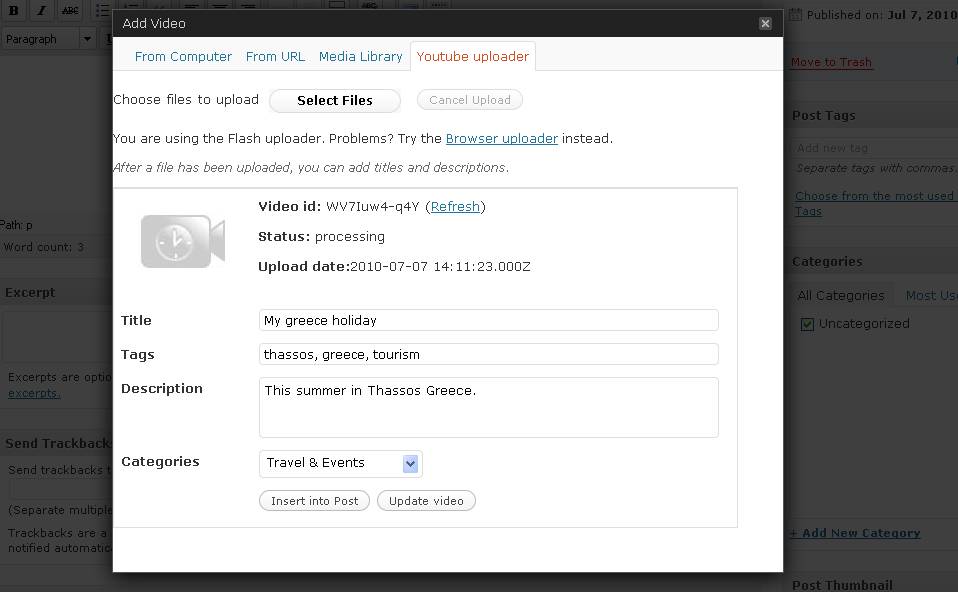 Add Video
From Computer From URL Media Library Youtube uploader
Choose files to upload Select Files Cancel Upload
You are using the Flash uploader. Problems? Try the Browser uploader instead.
After a file has been uploaded, you can add titles and descriptions.
Video id: WV7Iuw4-q4Y (Refresh)
Status: processing
Upload date:2010-07-07 14:11:23.000Z
Title My greece holiday
Tags thassos, greece, tourism
Description This summer in Thassos Greece.
Categories Travel & Events
Insert into Post Update video
B I ABC
Paragraph
Path: p
Word count: 3
Excerpt
Excerpts are
excerpts.
Send
Send trackbacks
(Separate multiple
Trackbacks are a
notified
Published on: Jul 7, 2010
Move to Trash
Post Tags
Add new tag
Separate tags with commas.
Choose from the most used
Tags
Categories
All Categories Most
Uncategorized
+ Add New Category
Post Thumbnail